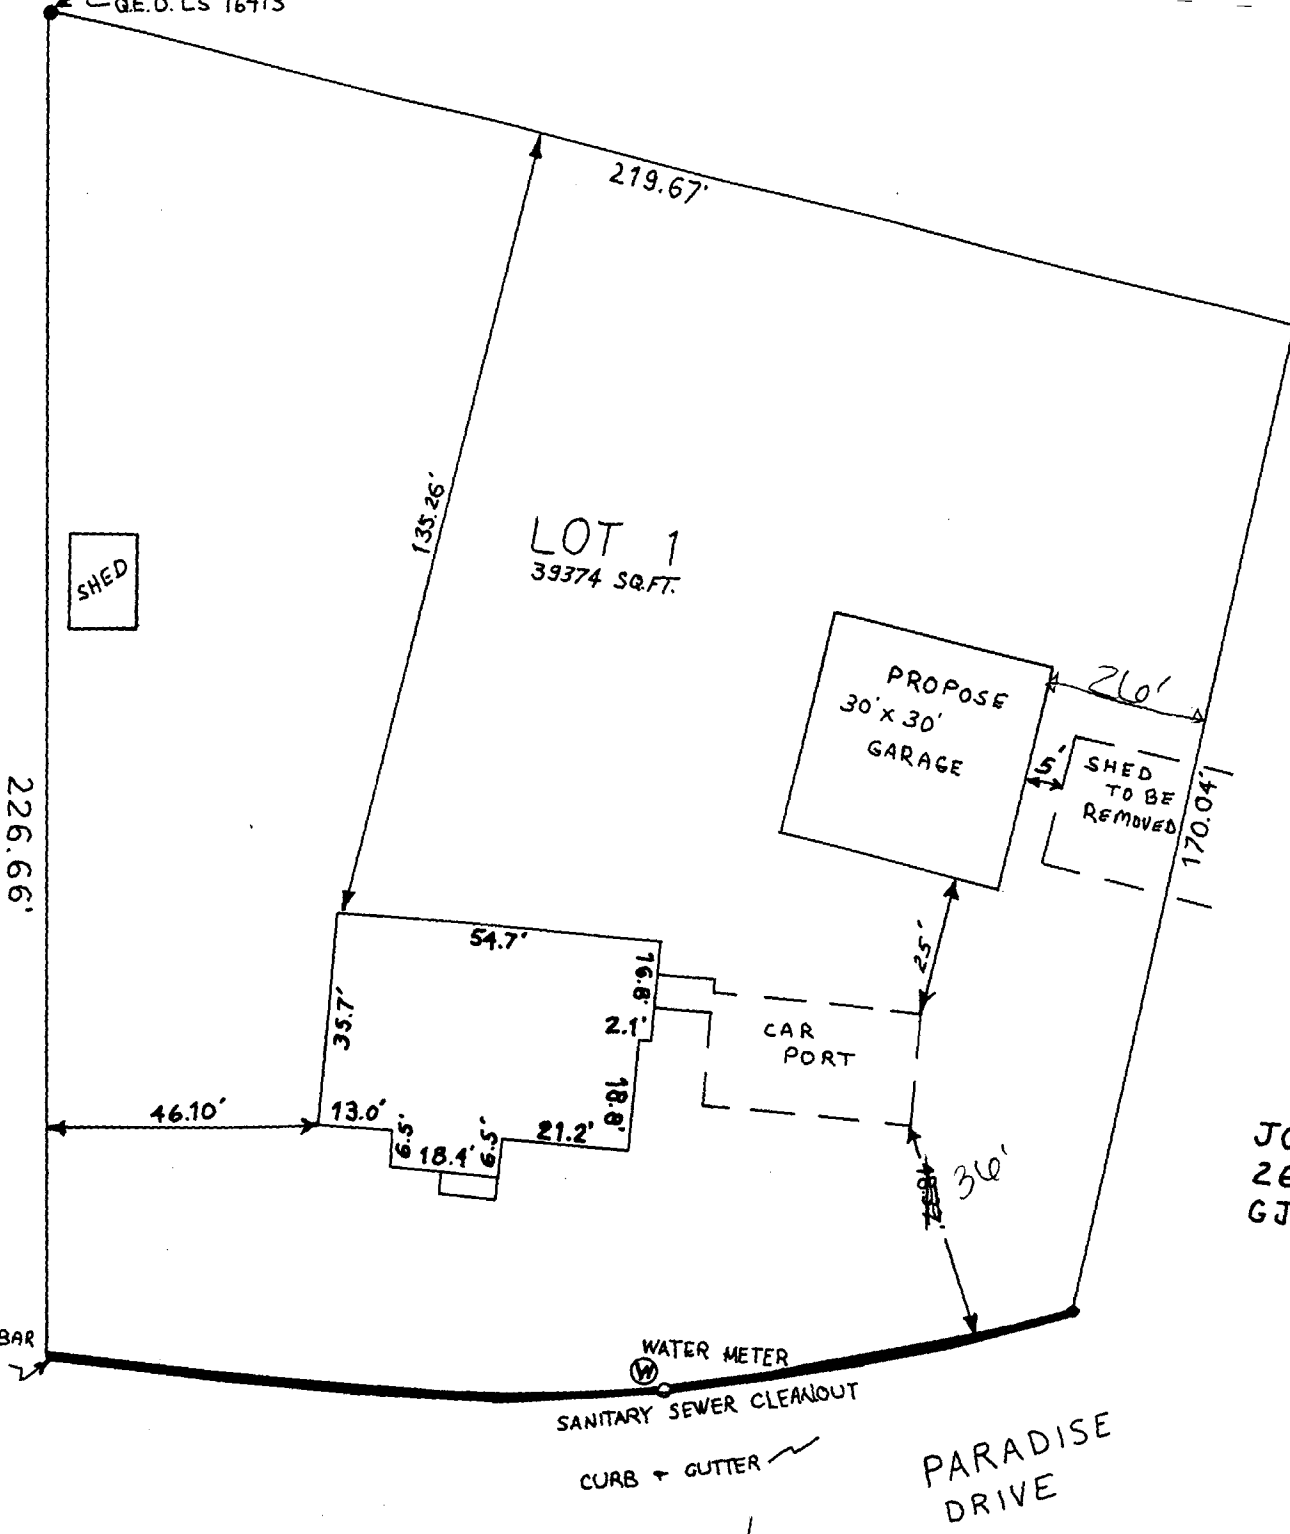 Q.E.D. LS 16413
219.67'
135.26'
LOT 1
39374 SQ.FT.
SHED
PROPOSE
30' x 30'
GARAGE
26'
5'
SHED
TO BE
REMOVED
170.04'
226.66'
25'
54.7'
16.8'
35.7'
2.1'
CAR
PORT
18.8'
46.10'
13.0'
6.5'
18.4'
6.5'
21.2'
36'
JO
26
GJ
BAR
WATER METER
W
SANITARY SEWER CLEANOUT
CURB + GUTTER
PARADISE
DRIVE